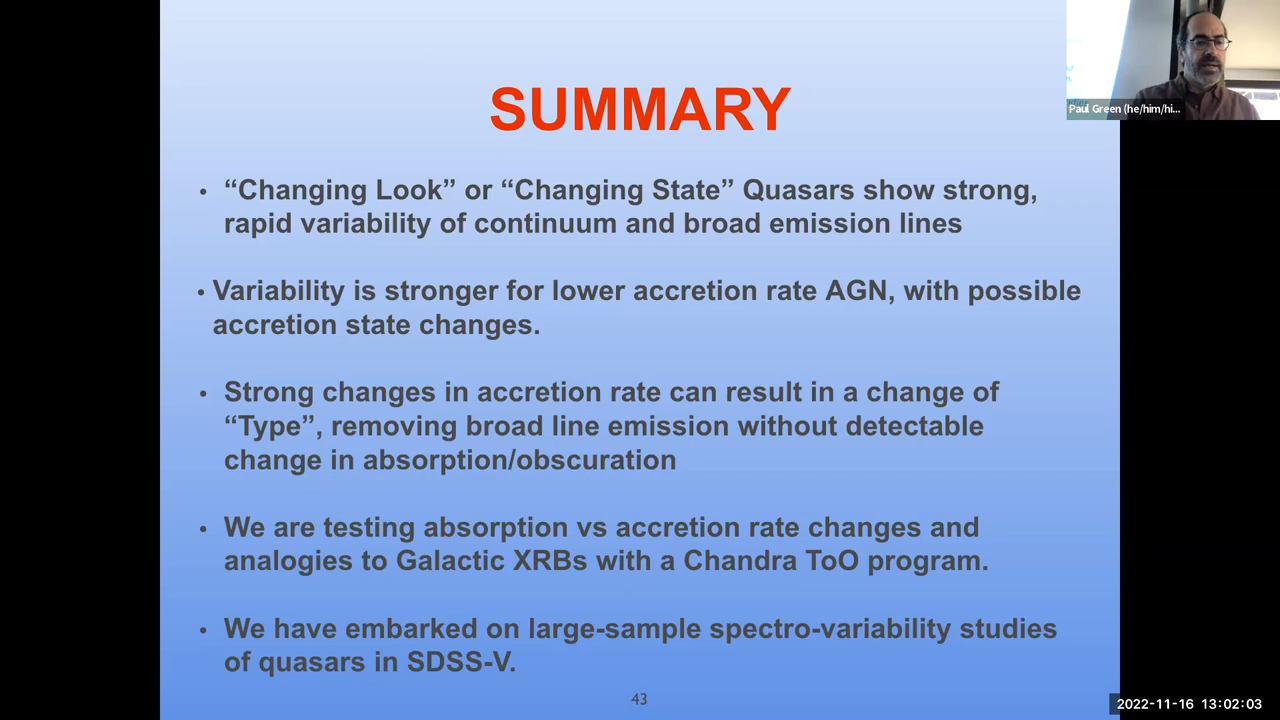 SUMMARY
Paul Green (he/him/hi...
• “Changing Look” or “Changing State” Quasars show strong,
rapid variability of continuum and broad emission lines
• Variability is stronger for lower accretion rate AGN, with possible
accretion state changes.
• Strong changes in accretion rate can result in a change of
“Type”, removing broad line emission without detectable
change in absorption/obscuration
• We are testing absorption vs accretion rate changes and
analogies to Galactic XRBs with a Chandra ToO program.
• We have embarked on large-sample spectro-variability studies
of quasars in SDSS-V.
43
2022-11-16 13:02:03